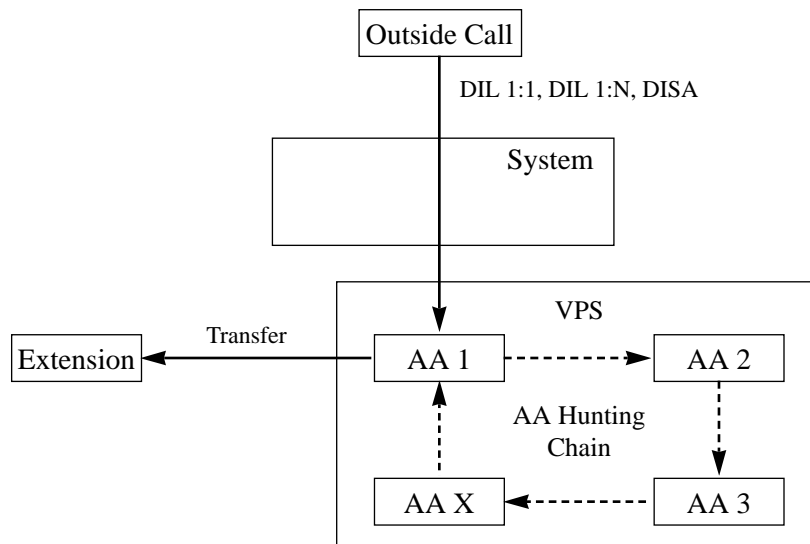 Outside Call
DIL 1:1, DIL 1:N, DISA
System
VPS
Transfer
Extension
AA 1
AA 2
AA Hunting
Chain
AA X
AA 3